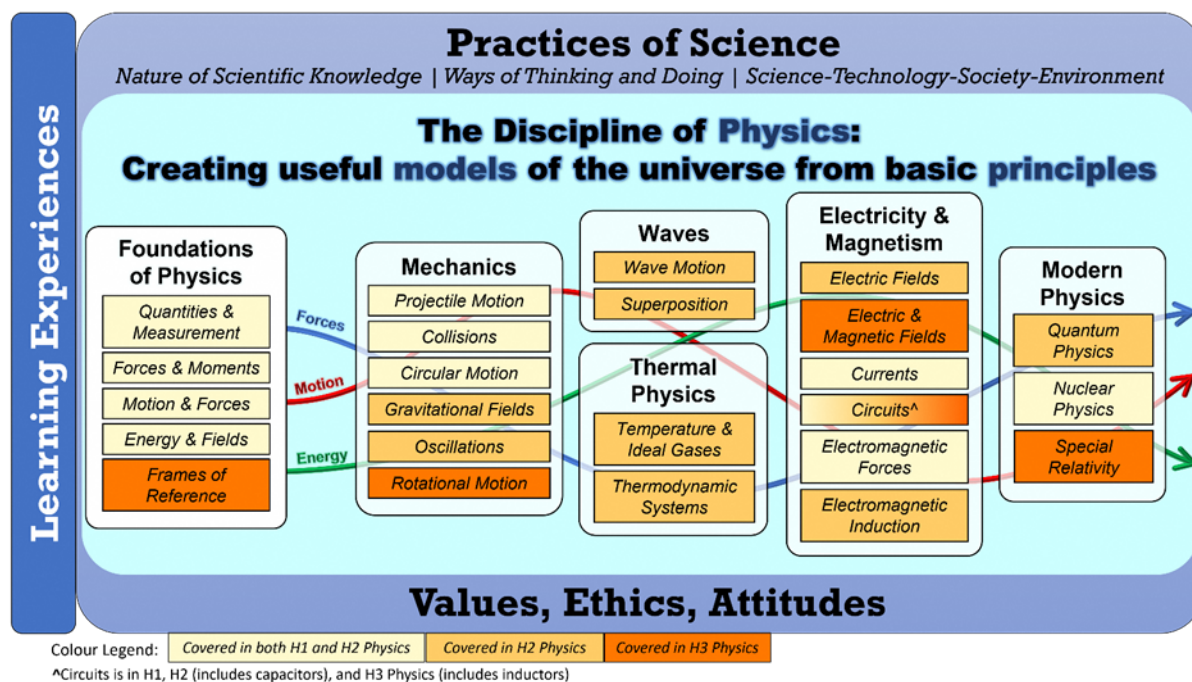 Learning Experiences
Practices of Science
Nature of Scientific Knowledge | Ways of Thinking and Doing | Science-Technology-Society-Environment
The Discipline of Physics:
Creating useful models of the universe from basic principles
Foundations
of Physics
Quantities &
Measurement
Forces & Moments
Motion & Forces
Energy & Fields
Frames of
Reference
Forces
Motion
Energy
Mechanics
Projectile Motion
Collisions
Circular Motion
Gravitational Fields
Oscillations
Rotational Motion
Waves
Wave Motion
Superposition
Thermal
Physics
Temperature &
Ideal Gases
Thermodynamic
Systems
Electricity &
Magnetism
Electric Fields
Electric &
Magnetic Fields
Currents
Circuits^
Electromagnetic
Forces
Electromagnetic
Induction
Modern
Physics
Quantum
Physics
Nuclear
Physics
Special
Relativity
Values, Ethics, Attitudes
Colour Legend:
Covered in both H1 and H2 Physics
Covered in H2 Physics
Covered in H3 Physics
^Circuits is in H1, H2 (includes capacitors), and H3 Physics (includes inductors)